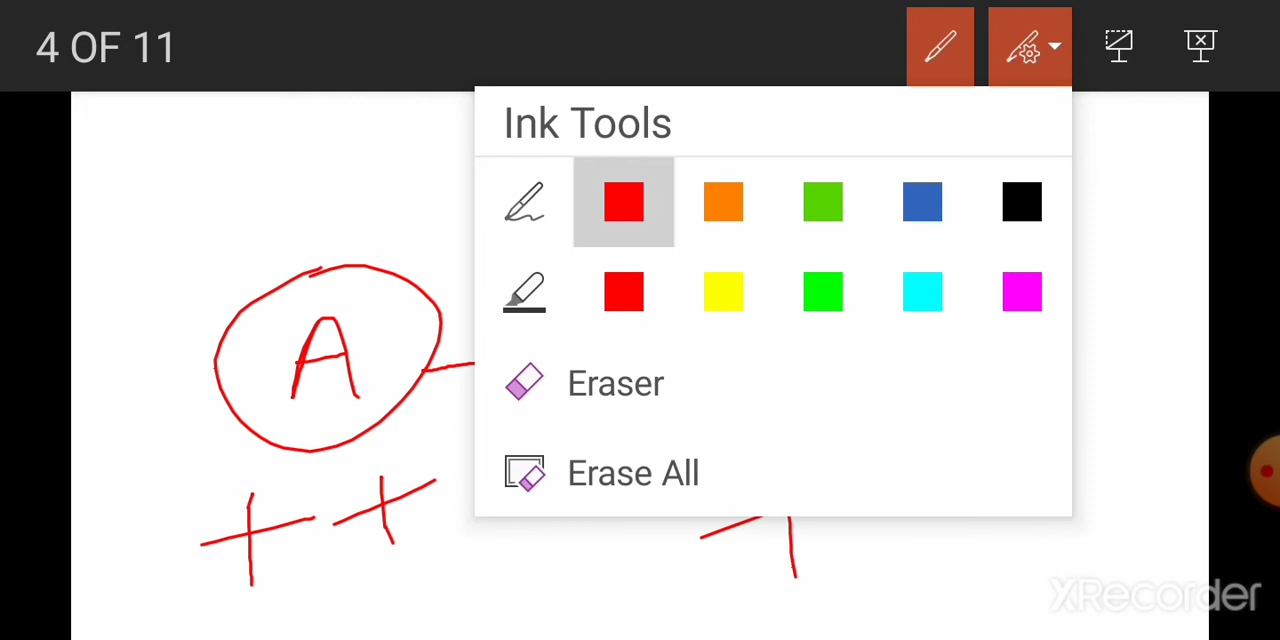 4 OF 11
Ink Tools
Eraser
Erase All
A
+ +
XRecorder